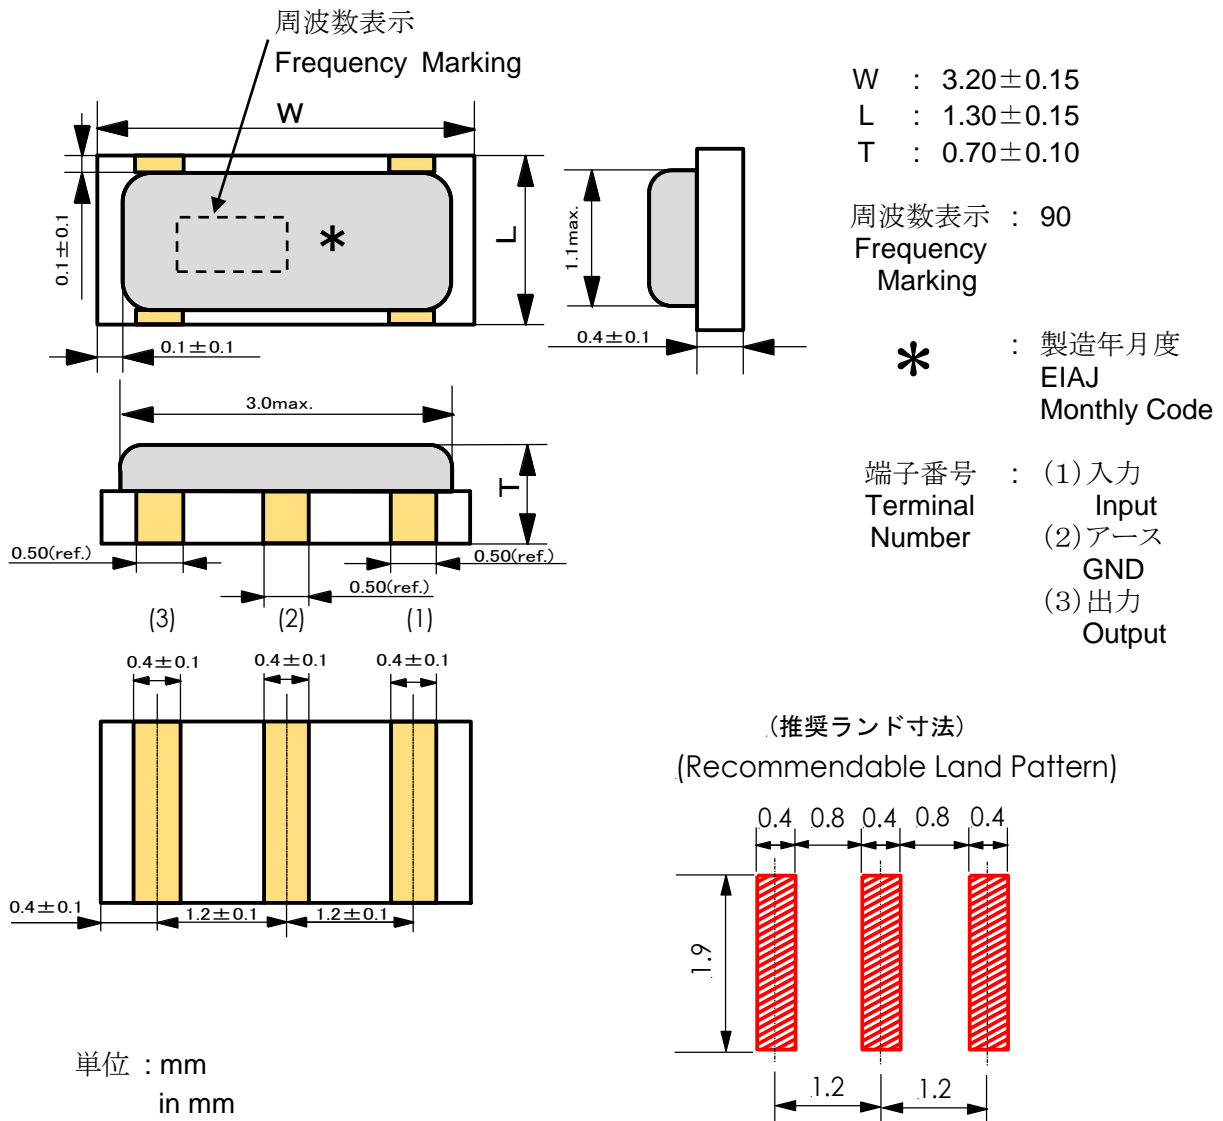 周波数表示
Frequency Marking
W
0.1±0.1
L
0.1±0.1
1.1max.
0.4±0.1
3.0max.
T
0.50(ref.)
0.50(ref.)
0.50(ref.)
(3) (2) (1)
0.4±0.1 0.4±0.1 0.4±0.1
0.4±0.1 1.2±0.1 1.2±0.1
単位 : mm
in mm
W : 3.20±0.15
L : 1.30±0.15
T : 0.70±0.10
周波数表示 : 90
Frequency
Marking
* : 製造年月度
EIAJ
Monthly Code
端子番号 : (1)入力
Terminal Input
Number (2)アース
GND
(3)出力
Output
(推奨ランド寸法)
(Recommendable Land Pattern)
0.4 0.8 0.4 0.8 0.4
1.9
1.2 1.2